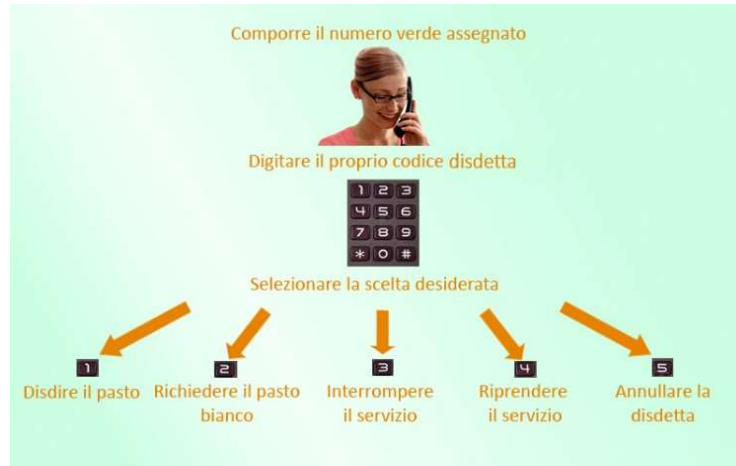 Comporre il numero verde assegnato
Digitare il proprio codice disdetta
1 2 3
4 5 6
7 8 9
* 0 #
Selezionare la scelta desiderata
1
Disdire il pasto
2
Richiedere il pasto
bianco
3
Interrompere
il servizio
4
Riprendere
il servizio
5
Annullare la
disdetta